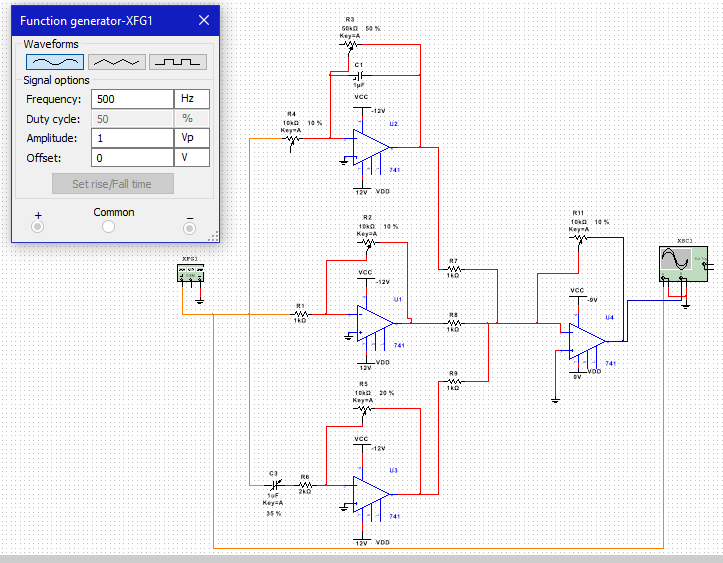 Function generator-XFG1
Waveforms
Signal options
Frequency: 500 Hz
Duty cycle: 50 %
Amplitude: 1 Vp
Offset: 0 V
Set rise/Fall time
+ Common −
R3
50kΩ 50 %
Key=A
C1
1µF
VCC
-12V
R4
10kΩ 10 %
Key=A
U2
741
12V VDD
R2
10kΩ 10 %
Key=A
R11
10kΩ 10 %
Key=A
XFG1
XSC1
VCC
-12V
R7
1kΩ
R1
1kΩ
U1
741
12V VDD
R8
1kΩ
VCC
-9V
U4
741
9V VDD
R9
1kΩ
R5
10kΩ 20 %
Key=A
VCC
-12V
C3
1uF
Key=A
35 %
R6
2kΩ
U3
741
12V VDD